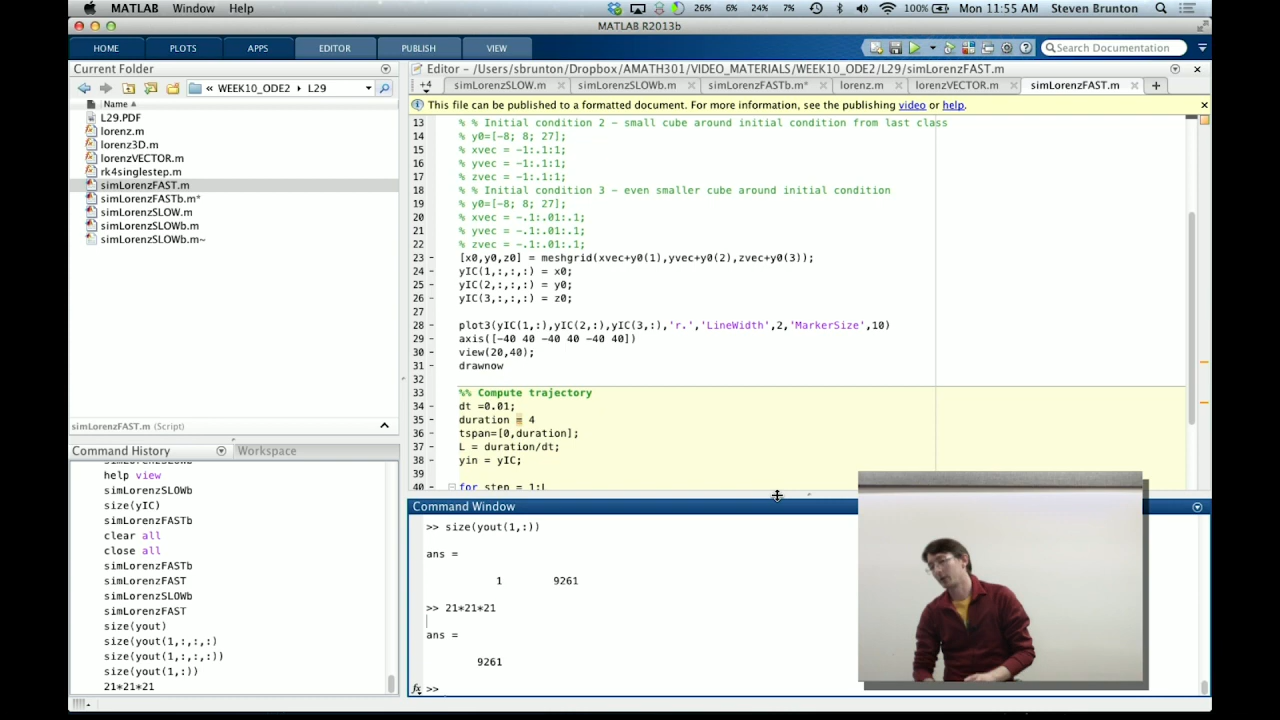 MATLAB Window Help 26% 6% 24% 7% 100% Mon 11:55 AM Steven Brunton
MATLAB R2013b
HOME PLOTS APPS EDITOR PUBLISH VIEW Search Documentation
Current Folder
« WEEK10_ODE2 ▸ L29
Name
L29.PDF
lorenz.m
lorenz3D.m
lorenzVECTOR.m
rk4singlestep.m
simLorenzFAST.m
simLorenzFASTb.m*
simLorenzSLOW.m
simLorenzSLOWb.m
simLorenzSLOWb.m~
simLorenzFAST.m (Script)
Command History Workspace
simLorenzSLOWb
help view
simLorenzSLOWb
size(yIC)
simLorenzFASTb
clear all
close all
simLorenzFASTb
simLorenzFAST
simLorenzSLOWb
simLorenzFAST
size(yout)
size(yout(1,:,:,:)
size(yout(1,:,:,:))
size(yout(1,:))
21*21*21
Editor - /Users/sbrunton/Dropbox/AMATH301/VIDEO_MATERIALS/WEEK10_ODE2/L29/simLorenzFAST.m
+4 simLorenzSLOW.m simLorenzSLOWb.m simLorenzFASTb.m* lorenz.m lorenzVECTOR.m simLorenzFAST.m
This file can be published to a formatted document. For more information, see the publishing video or help.
13 % % Initial condition 2 - small cube around initial condition from last class
14 % y0=[-8; 8; 27];
15 % xvec = -1:.1:1;
16 % yvec = -1:.1:1;
17 % zvec = -1:.1:1;
18 % % Initial condition 3 - even smaller cube around initial condition
19 % y0=[-8; 8; 27];
20 % xvec = -.1:.01:.1;
21 % yvec = -.1:.01:.1;
22 % zvec = -.1:.01:.1;
23 - [x0,y0,z0] = meshgrid(xvec+y0(1),yvec+y0(2),zvec+y0(3));
24 - yIC(1,:,:,:) = x0;
25 - yIC(2,:,:,:) = y0;
26 - yIC(3,:,:,:) = z0;
27
28 - plot3(yIC(1,:),yIC(2,:),yIC(3,:),'r.','LineWidth',2,'MarkerSize',10)
29 - axis([-40 40 -40 40 -40 40])
30 - view(20,40);
31 - drawnow
32
33 %% Compute trajectory
34 - dt =0.01;
35 - duration = 4
36 - tspan=[0,duration];
37 - L = duration/dt;
38 - yin = yIC;
39
40 - for step = 1:L
Command Window
>> size(yout(1,:))
ans =
1 9261
>> 21*21*21
ans =
9261
fx >>